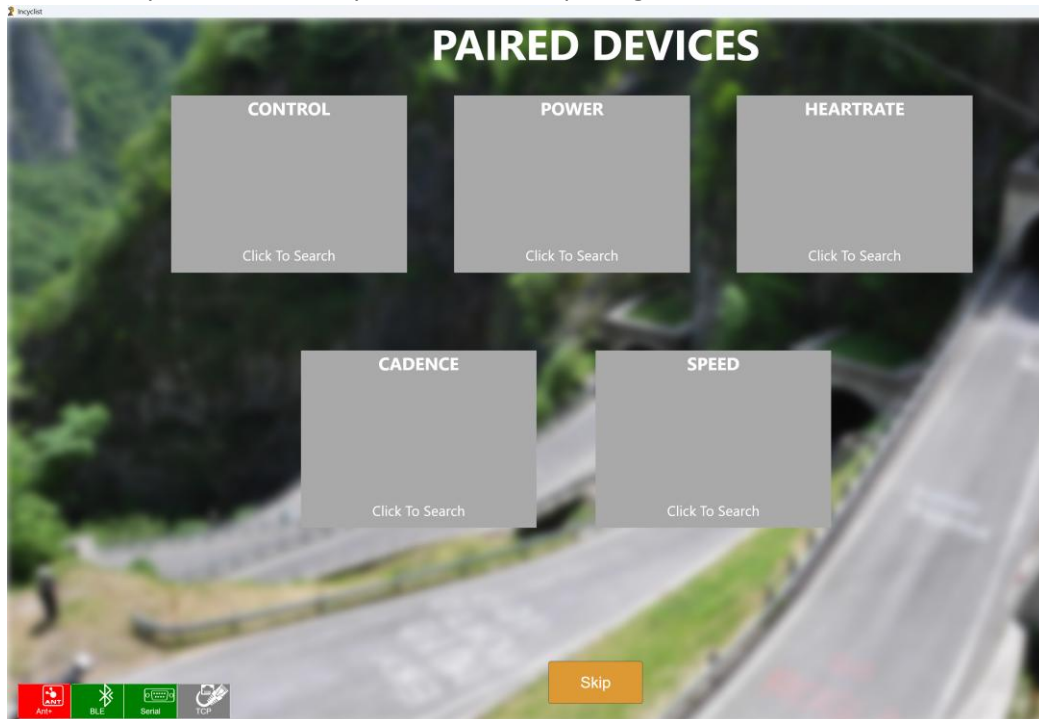 Incyclist
PAIRED DEVICES
CONTROL
Click To Search
POWER
Click To Search
HEARTRATE
Click To Search
CADENCE
Click To Search
SPEED
Click To Search
Skip
ANT
Ant+
BLE
Serial
TCP